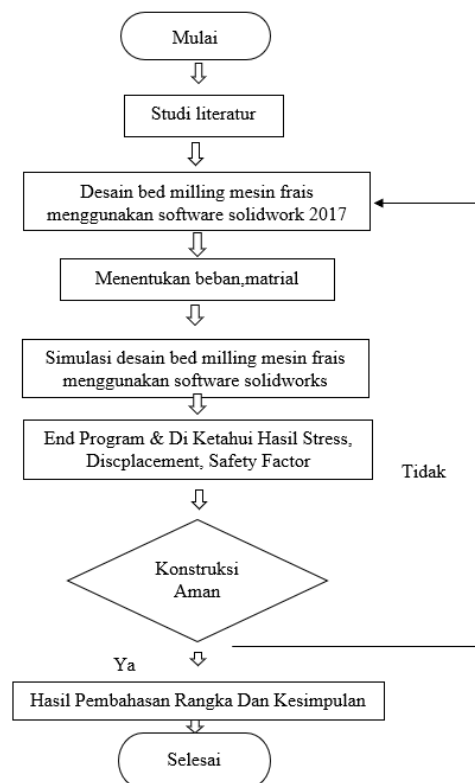 Mulai
Studi literatur
Desain bed milling mesin frais
menggunakan software solidwork 2017
Menentukan beban,matrial
Simulasi desain bed milling mesin frais
menggunakan software solidworks
End Program & Di Ketahui Hasil Stress,
Discplacement, Safety Factor
Tidak
Konstruksi
Aman
Ya
Hasil Pembahasan Rangka Dan Kesimpulan
Selesai